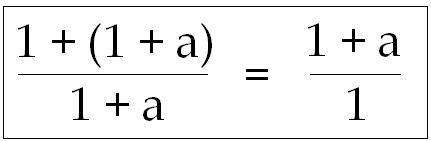 1 + (1 + a) / 1 + a = 1 + a / 1